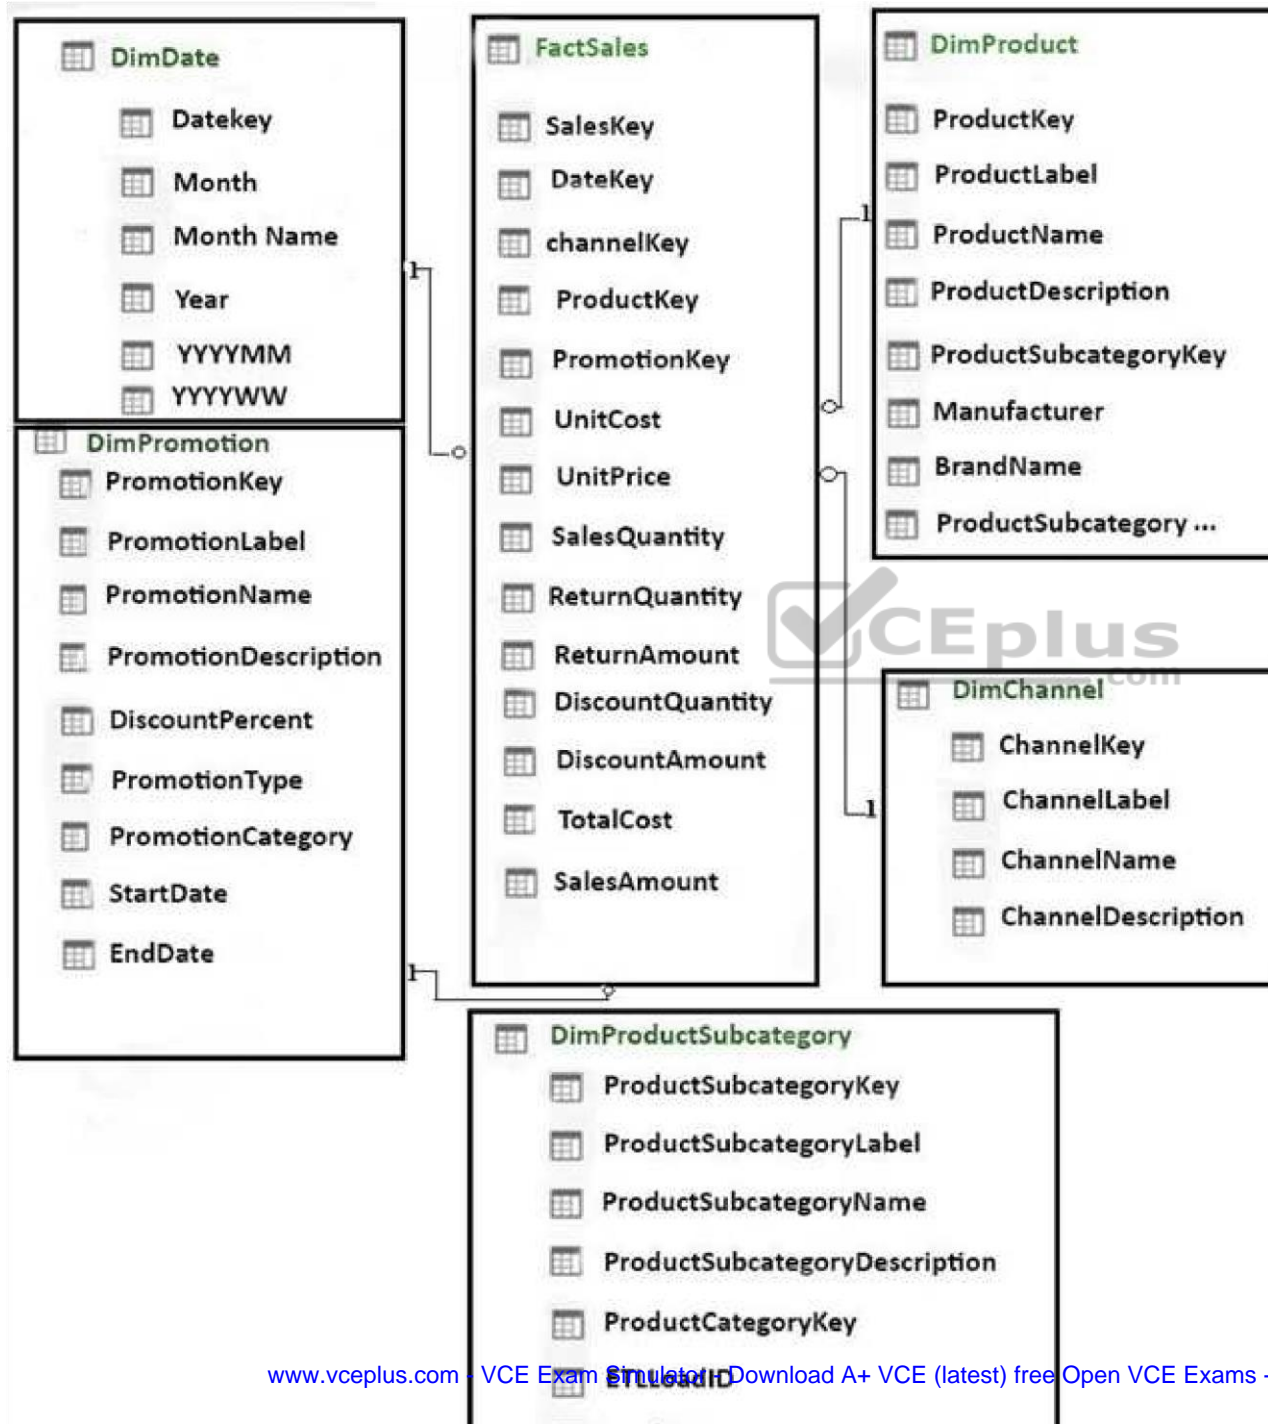 DimDate
Datekey
Month
Month Name
Year
YYYYMM
YYYYWW
DimPromotion
PromotionKey
PromotionLabel
PromotionName
PromotionDescription
DiscountPercent
PromotionType
PromotionCategory
StartDate
EndDate
1
1
FactSales
SalesKey
DateKey
channelKey
ProductKey
PromotionKey
UnitCost
UnitPrice
SalesQuantity
ReturnQuantity
ReturnAmount
DiscountQuantity
DiscountAmount
TotalCost
SalesAmount
1
1
DimProduct
ProductKey
ProductLabel
ProductName
ProductDescription
ProductSubcategoryKey
Manufacturer
BrandName
ProductSubcategory ...
VCEplus
.com
DimChannel
ChannelKey
ChannelLabel
ChannelName
ChannelDescription
DimProductSubcategory
ProductSubcategoryKey
ProductSubcategoryLabel
ProductSubcategoryName
ProductSubcategoryDescription
ProductCategoryKey
ETLLoadID
www.vceplus.com - VCE Exam Simulator - Download A+ VCE (latest) free Open VCE Exams -